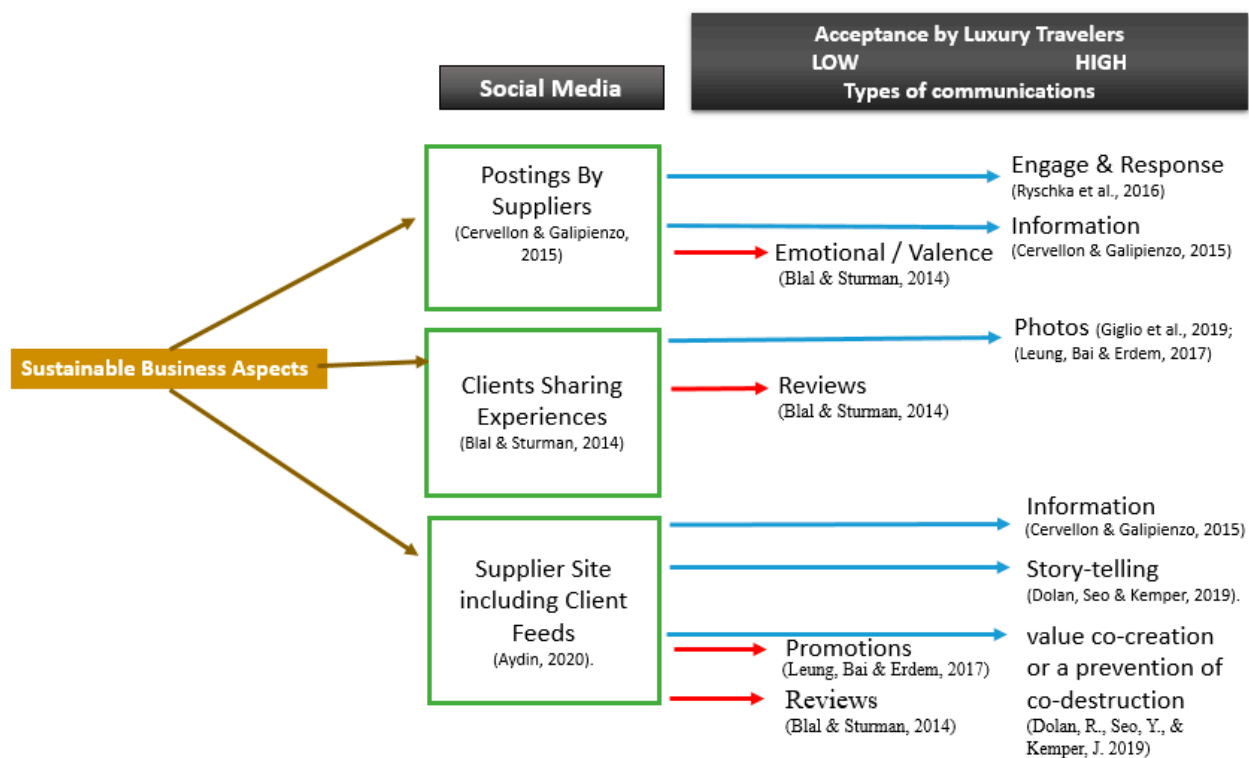 Acceptance by Luxury Travelers
LOW HIGH
Types of communications
Social Media
Sustainable Business Aspects
Postings By
Suppliers
(Cervellon & Galipienzo,
2015)
Engage & Response
(Ryschka et al., 2016)
Information
(Cervellon & Galipienzo, 2015)
Emotional / Valence
(Blal & Sturman, 2014)
Clients Sharing
Experiences
(Blal & Sturman, 2014)
Photos (Giglio et al., 2019;
(Leung, Bai & Erdem, 2017)
Reviews
(Blal & Sturman, 2014)
Supplier Site
including Client
Feeds
(Aydin, 2020).
Information
(Cervellon & Galipienzo, 2015)
Story-telling
(Dolan, Seo & Kemper, 2019).
Promotions
(Leung, Bai & Erdem, 2017)
Reviews
(Blal & Sturman, 2014)
value co-creation
or a prevention of
co-destruction
(Dolan, R., Seo, Y., &
Kemper, J. 2019)